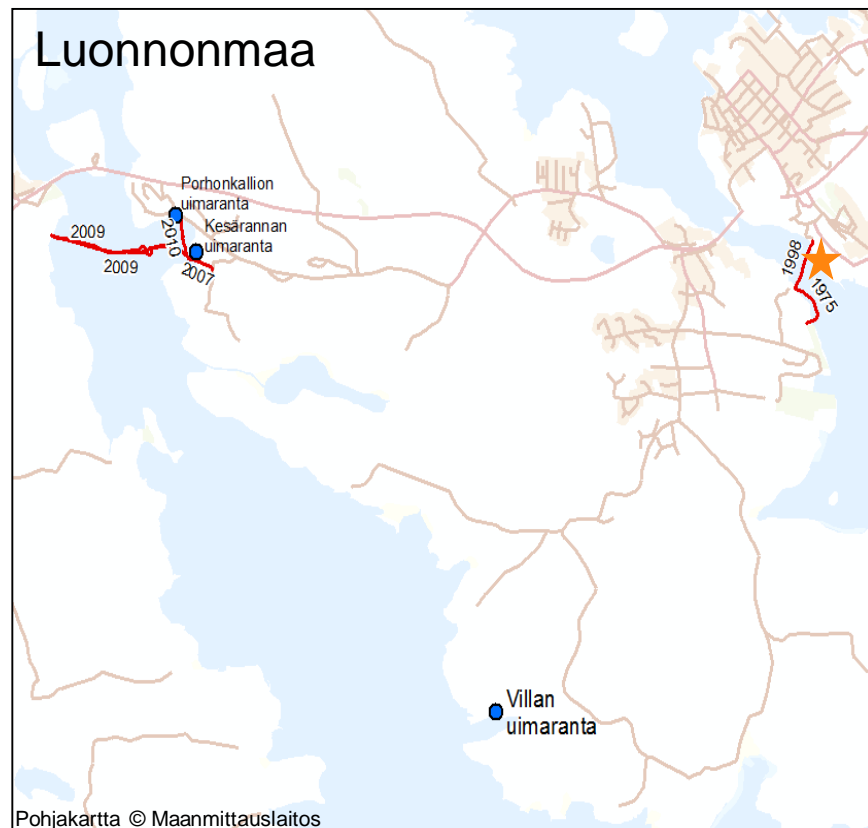 Luonnonmaa
Porhonkallion
uimaranta
2009
2010
Kesärannan
uimaranta
2009
2007
1998
1975
Villan
uimaranta
Pohjakartta © Maanmittauslaitos